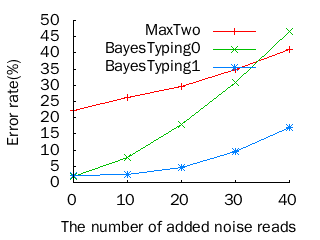 50
45
40
35
30
25
20
15
10
5
0
Error rate(%)
MaxTwo
BayesTyping0
BayesTyping1
0 10 20 30 40
The number of added noise reads